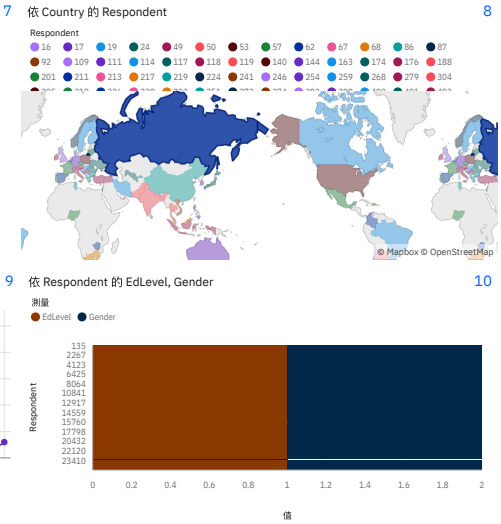 7 依 Country 的 Respondent 8
Respondent
16 17 19 24 49 50 53 57 62 67 68 86 87
92 109 111 114 117 118 119 140 144 163 174 176 188
201 211 213 217 219 224 241 246 254 259 268 279 304
© Mapbox © OpenStreetMap
9 依 Respondent 的 EdLevel, Gender 10
測量
EdLevel Gender
Respondent
135
2267
4123
6425
8064
10841
12917
14559
15760
17798
20432
22120
23410
0 0.2 0.4 0.6 0.8 1 1.2 1.4 1.6 1.8 2
值